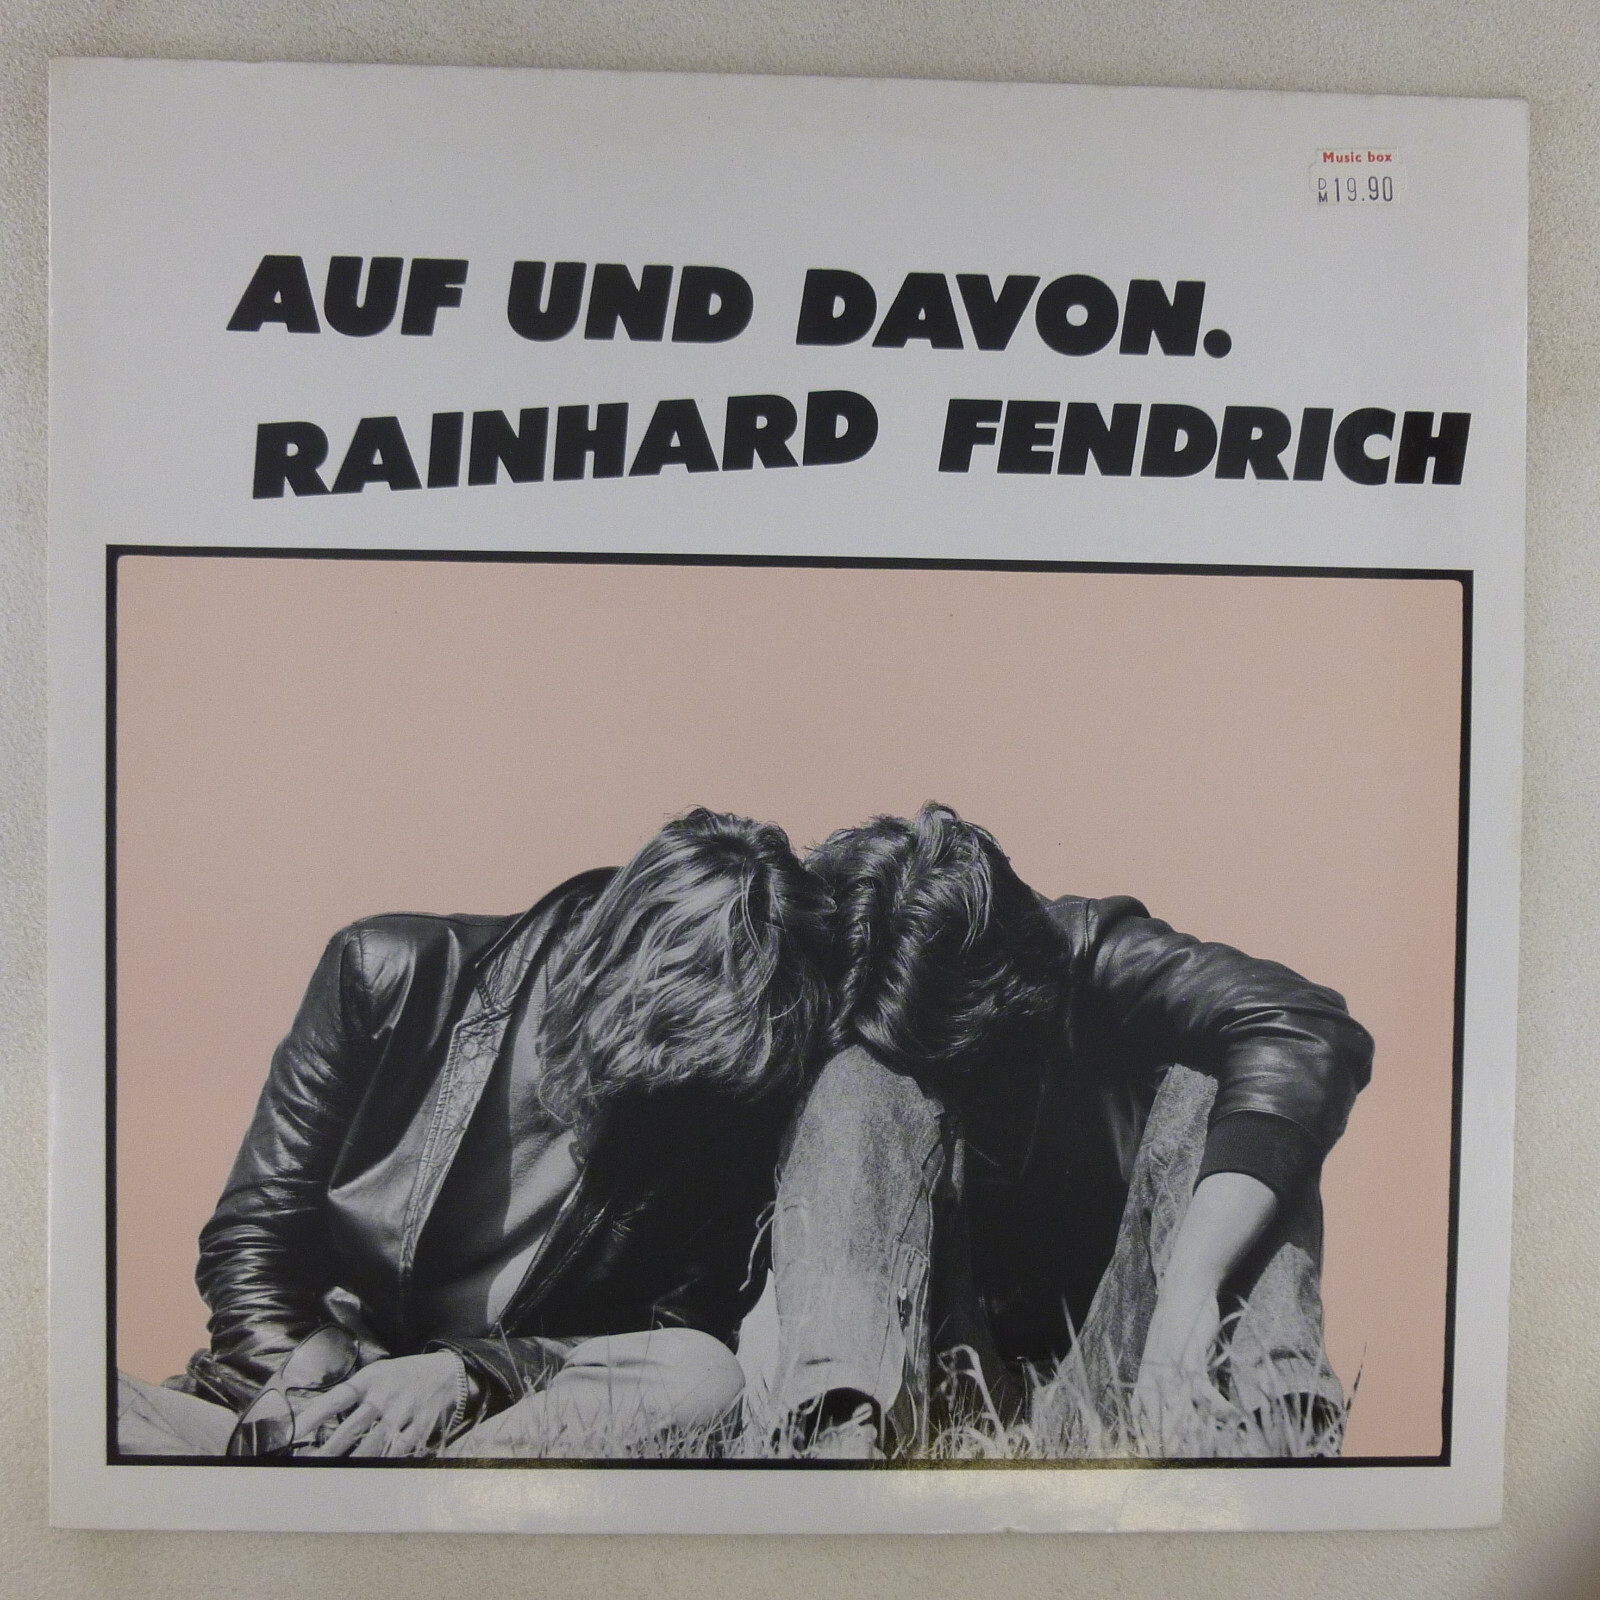 Music box
DM 19.90
AUF UND DAVON.
RAINHARD FENDRICH